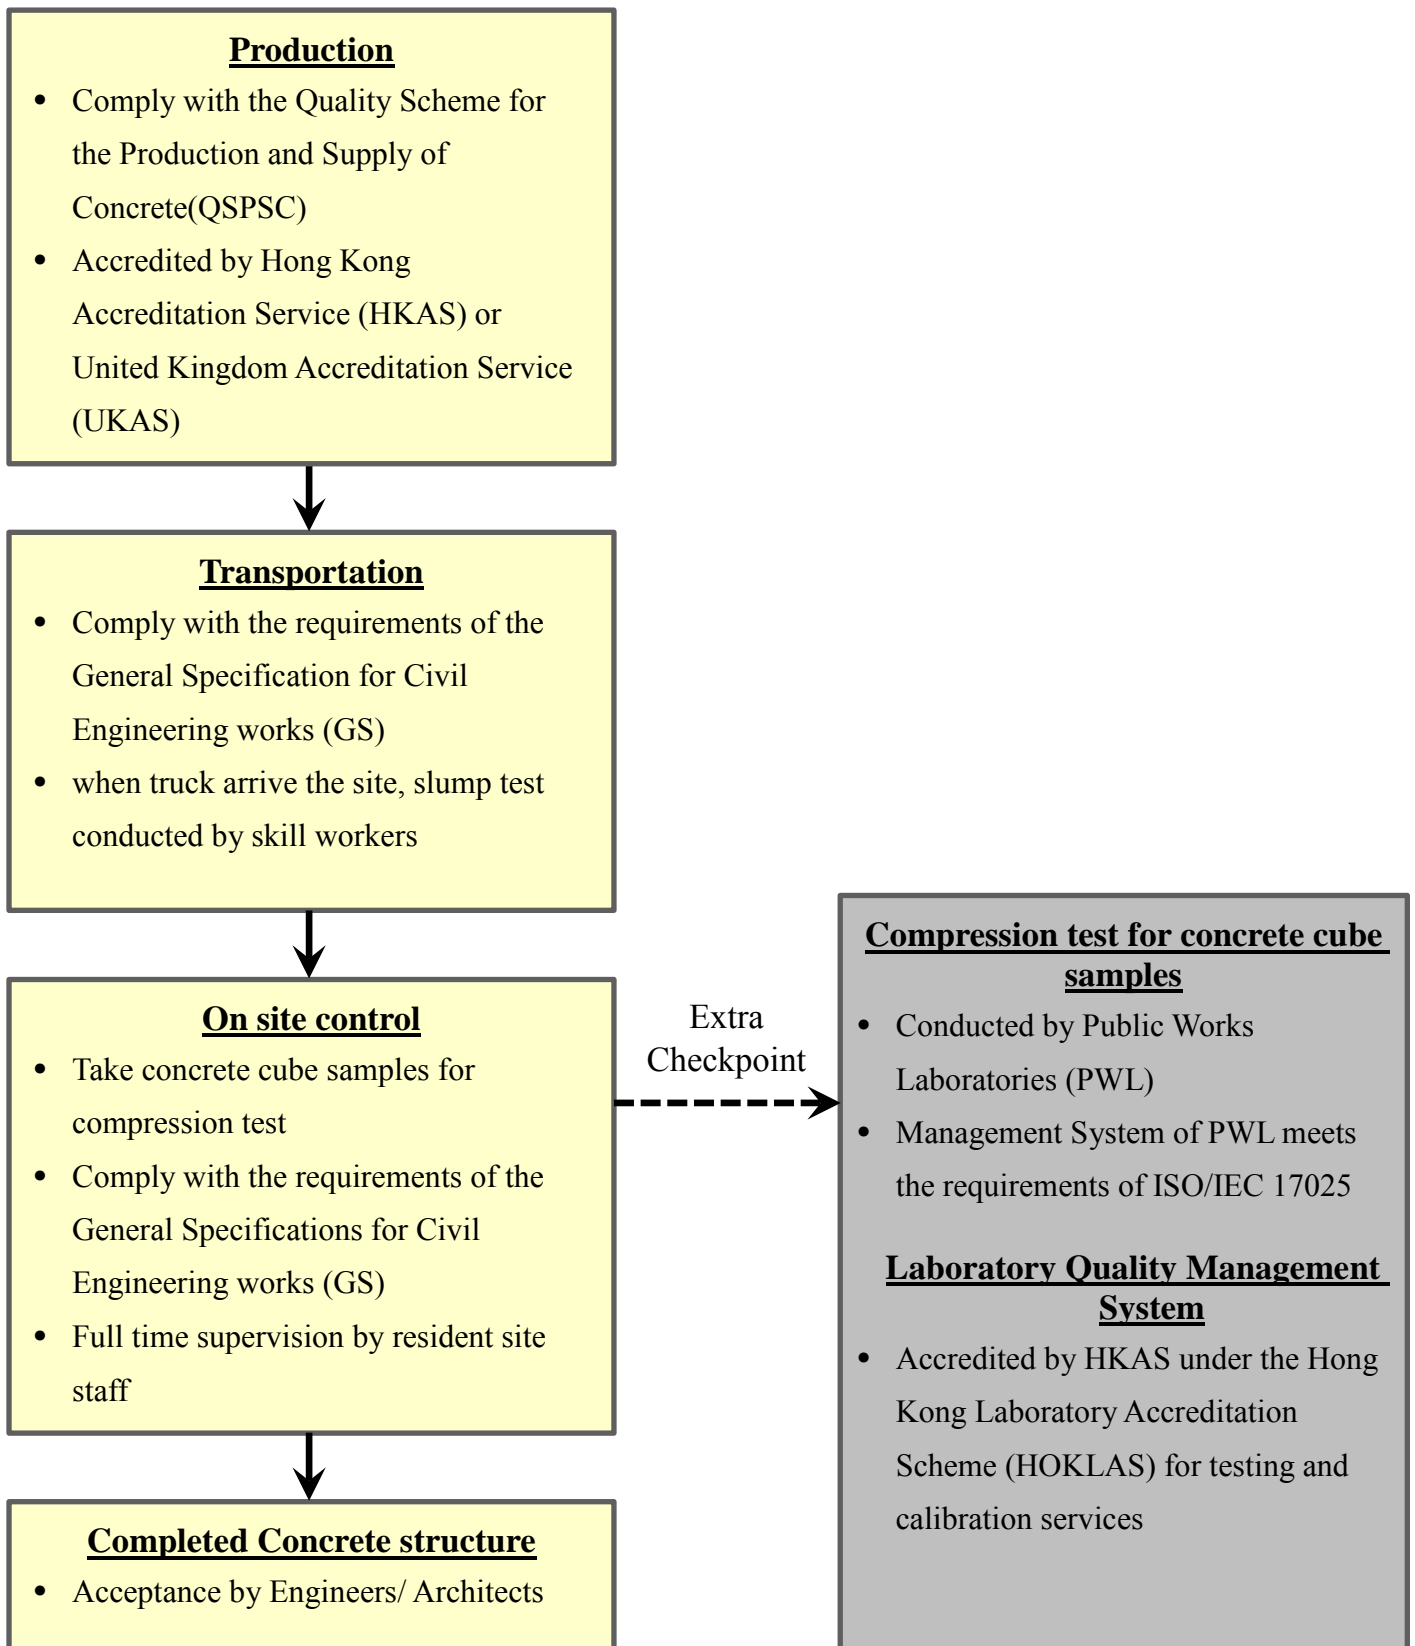 Production
• Comply with the Quality Scheme for
the Production and Supply of
Concrete(QSPSC)
• Accredited by Hong Kong
Accreditation Service (HKAS) or
United Kingdom Accreditation Service
(UKAS)
Transportation
• Comply with the requirements of the
General Specification for Civil
Engineering works (GS)
• when truck arrive the site, slump test
conducted by skill workers
On site control
• Take concrete cube samples for
compression test
• Comply with the requirements of the
General Specifications for Civil
Engineering works (GS)
• Full time supervision by resident site
staff
Extra
Checkpoint
Compression test for concrete cube
samples
• Conducted by Public Works
Laboratories (PWL)
• Management System of PWL meets
the requirements of ISO/IEC 17025
Laboratory Quality Management
System
• Accredited by HKAS under the Hong
Kong Laboratory Accreditation
Scheme (HOKLAS) for testing and
calibration services
Completed Concrete structure
• Acceptance by Engineers/ Architects